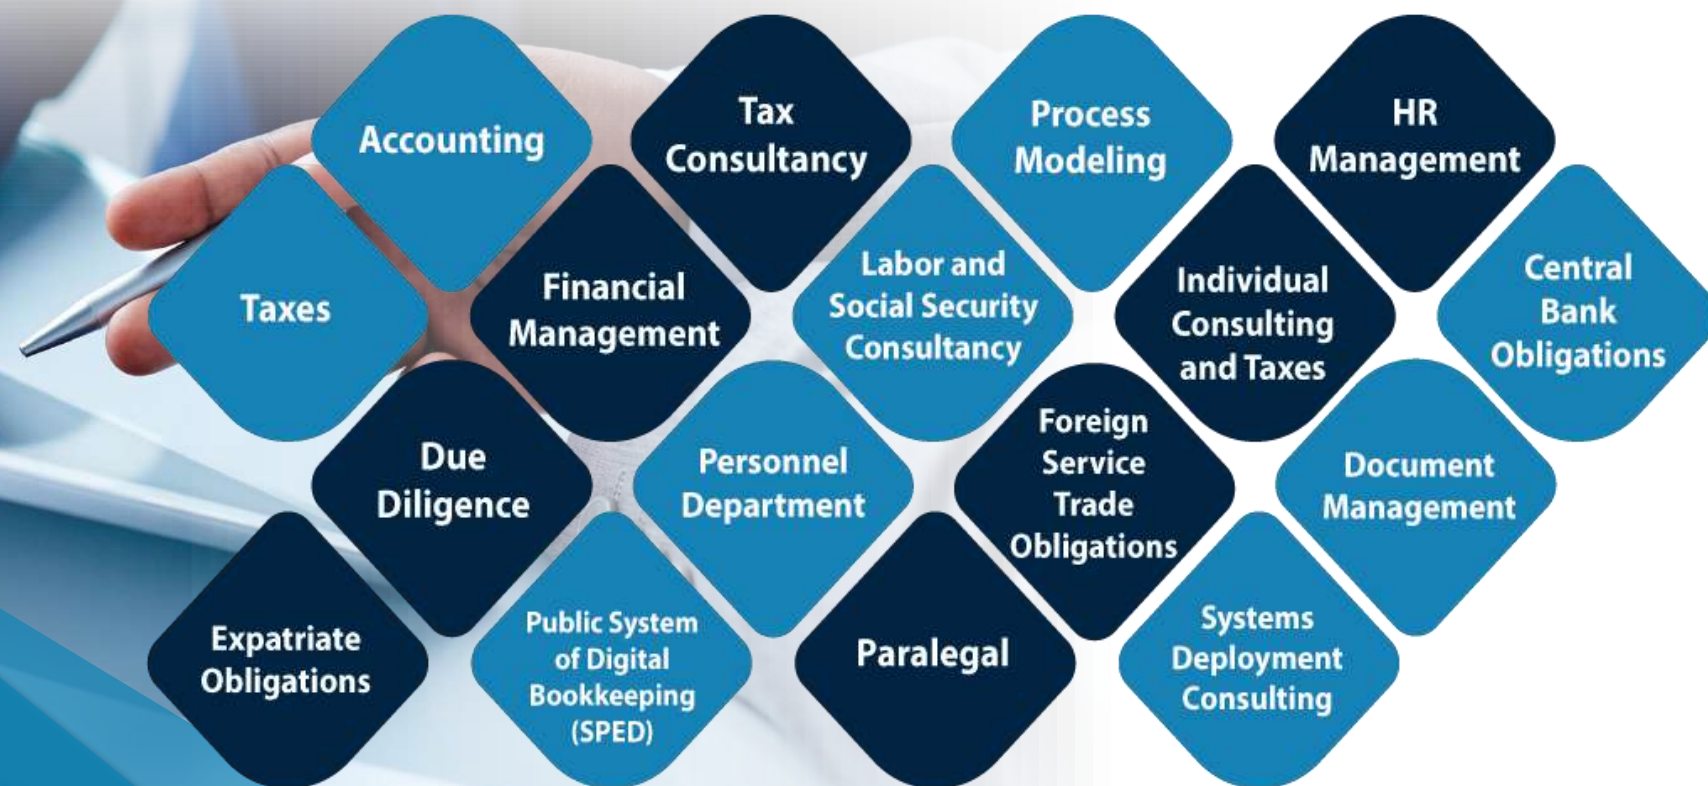 Accounting
Tax
Consultancy
Process
Modeling
HR
Management
Taxes
Financial
Management
Labor and
Social Security
Consultancy
Individual
Consulting
and Taxes
Central
Bank
Obligations
Due
Diligence
Personnel
Department
Foreign
Service
Trade
Obligations
Document
Management
Expatriate
Obligations
Public System
of Digital
Bookkeeping
(SPED)
Paralegal
Systems
Deployment
Consulting